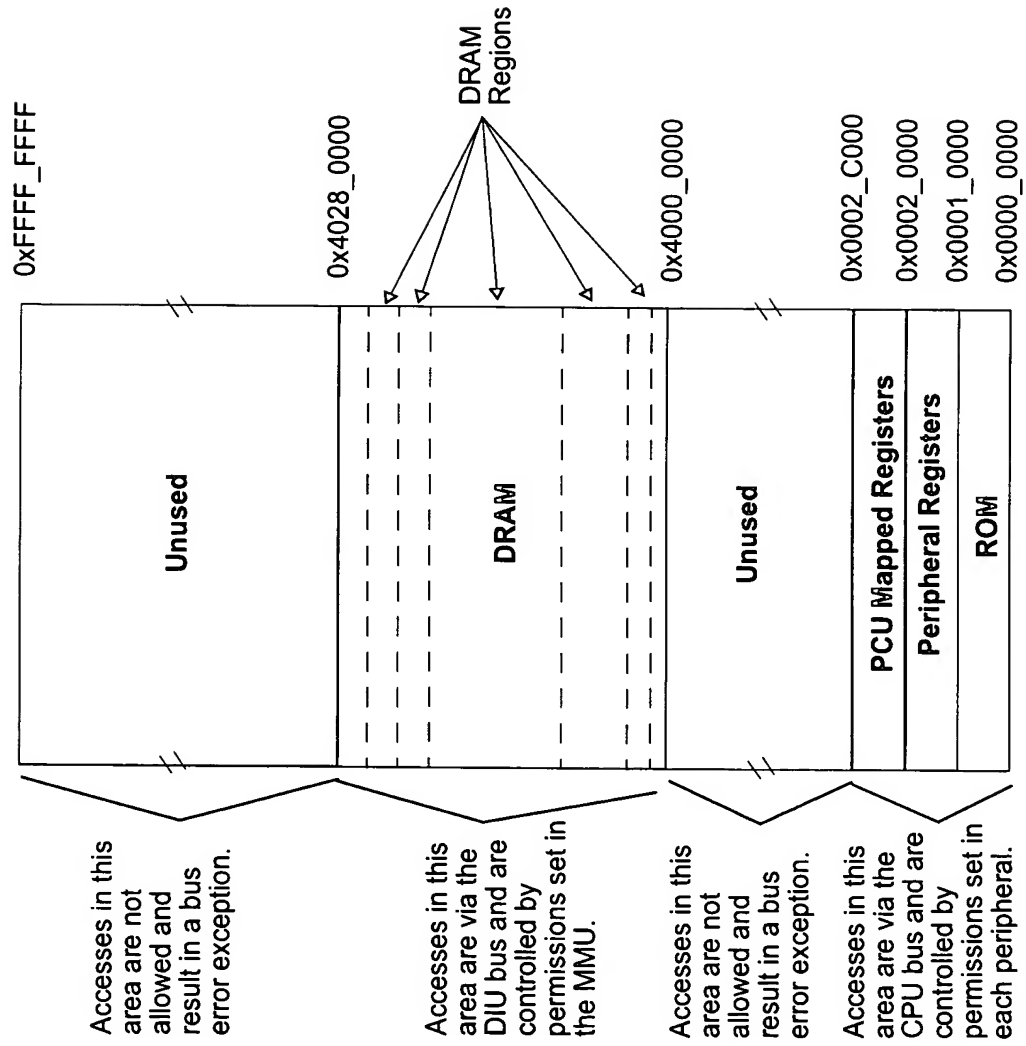 0xFFFF_FFFF
Unused
Accesses in this
area are not
allowed and
result in a bus
error exception.
0x4028_0000
DRAM
Regions
DRAM
Accesses in this
area are via the
DIU bus and are
controlled by
permissions set in
the MMU.
0x4000_0000
Unused
Accesses in this
area are not
allowed and
result in a bus
error exception.
0x0002_C000
PCU Mapped Registers
0x0002_0000
Peripheral Registers
0x0001_0000
ROM
0x0000_0000
Accesses in this
area are via the
CPU bus and are
controlled by
permissions set in
each peripheral.